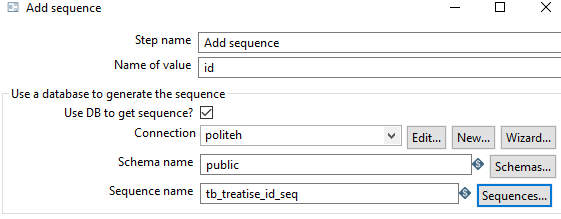 Add sequence
Step name Add sequence
Name of value id
Use a database to generate the sequence
Use DB to get sequence?
Connection politeh Edit... New... Wizard...
Schema name public Schemas...
Sequence name tb_treatise_id_seq Sequences...